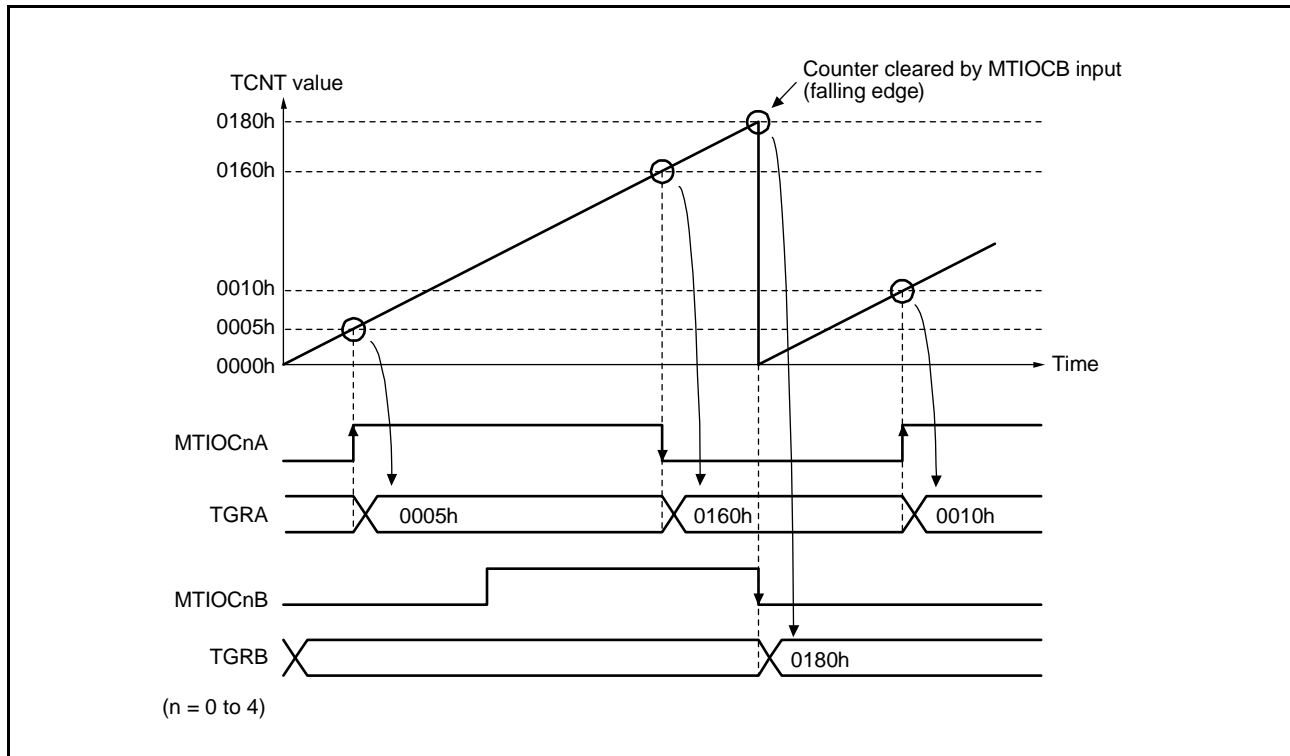 Counter cleared by MTIOCB input
(falling edge)
TCNT value
0180h
0160h
0010h
0005h
0000h
Time
MTIOCnA
TGRA
0005h
0160h
0010h
MTIOCnB
TGRB
0180h
(n = 0 to 4)